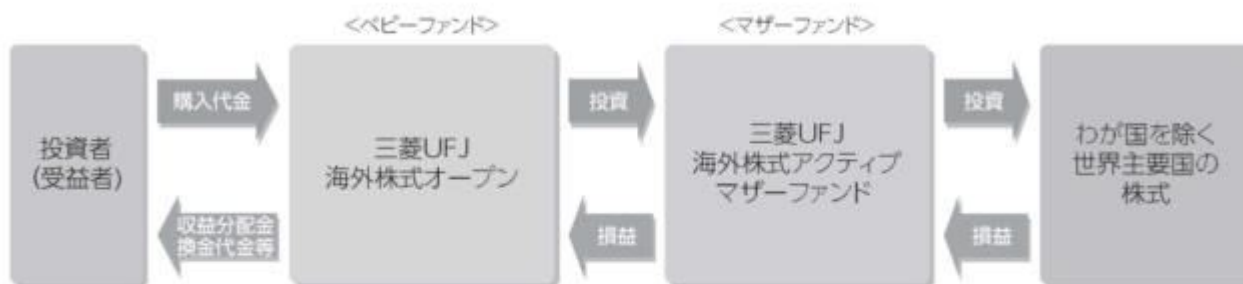 <ベビーファンド>
<マザーファンド>
購入代金
投資
投資
投資者
(受益者)
三菱UFJ
海外株式オープン
三菱UFJ
海外株式アクティブ
マザーファンド
わが国を除く
世界主要国の
株式
収益分配金
換金代金等
損益
損益